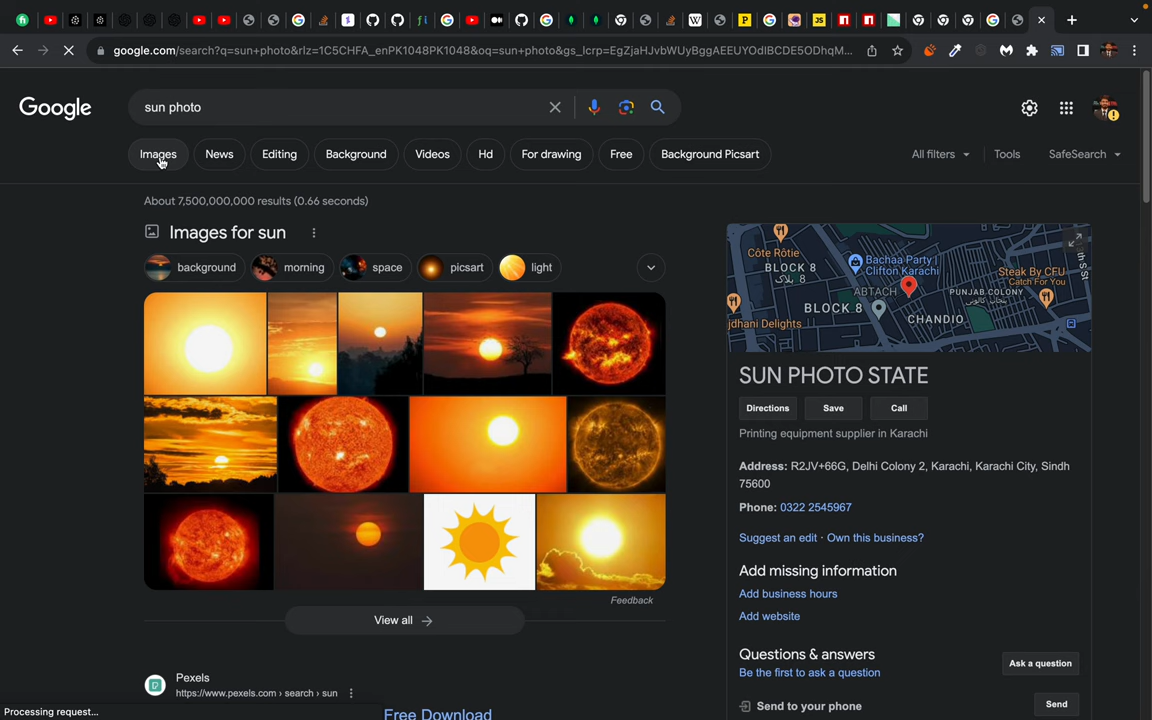 google.com/search?q=sun+photo&rlz=1C5CHFA_enPK1048PK1048&oq=sun+photo&gs_lcrp=EgZjaHJvbWUyBggAEEUYOdIBCDE5ODhqM...
Google
sun photo
Images
News
Editing
Background
Videos
Hd
For drawing
Free
Background Picsart
All filters
Tools
SafeSearch
About 7,500,000,000 results (0.66 seconds)
Images for sun
background
morning
space
picsart
light
Feedback
View all
Pexels
https://www.pexels.com › search › sun
Free Download
Côte Rôtie
BLOCK 8
بلاک 8
Bachaa Party |
Clifton Karachi
ABTACH
BLOCK 8
Steak By CFU
Catch For You
PUNJAB COLONY
پنجاب کالونی
CHANDIO
jdhani Delights
SUN PHOTO STATE
Directions
Save
Call
Printing equipment supplier in Karachi
Address: R2JV+66G, Delhi Colony 2, Karachi, Karachi City, Sindh
75600
Phone: 0322 2545967
Suggest an edit · Own this business?
Add missing information
Add business hours
Add website
Questions & answers
Be the first to ask a question
Ask a question
Send to your phone
Send
Processing request...